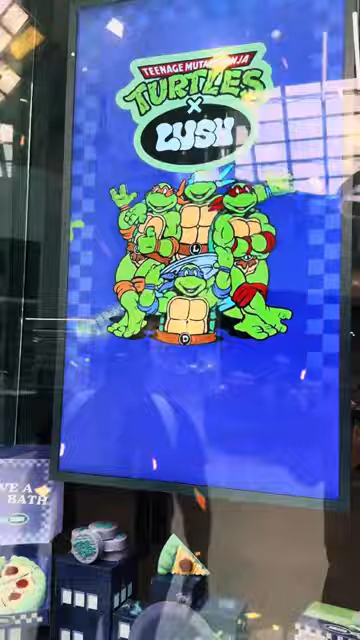 TEENAGE MUTANT NINJA
TURTLES
X
LUSH
L
D
VE A
BATH